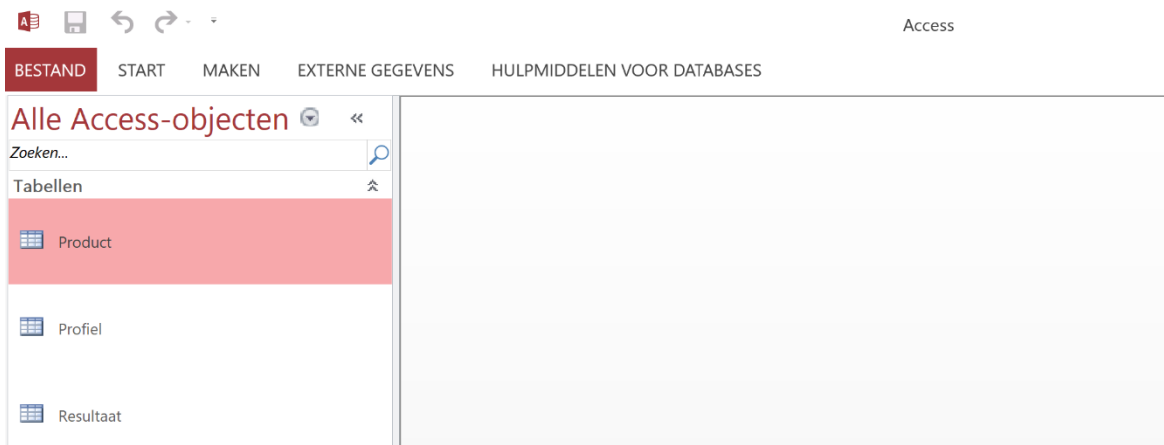 Access
BESTAND START MAKEN EXTERNE GEGEVENS HULPMIDDELEN VOOR DATABASES
Alle Access-objecten
Zoeken...
Tabellen
Product
Profiel
Resultaat